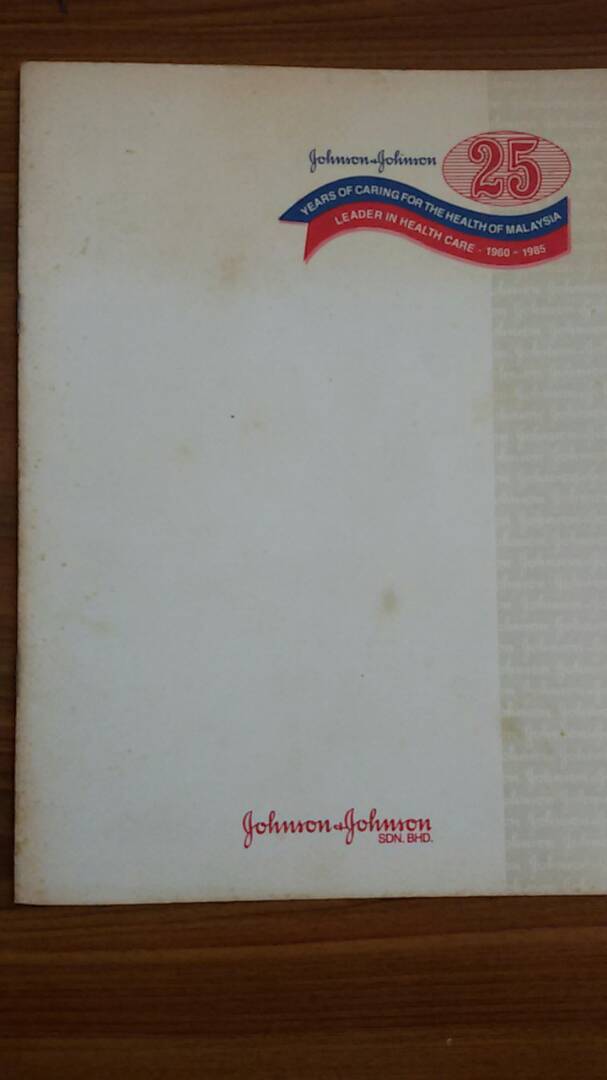 Johnson & Johnson
25
YEARS OF CARING FOR THE HEALTH OF MALAYSIA
LEADER IN HEALTH CARE - 1960 - 1985
Johnson & Johnson
SDN. BHD.